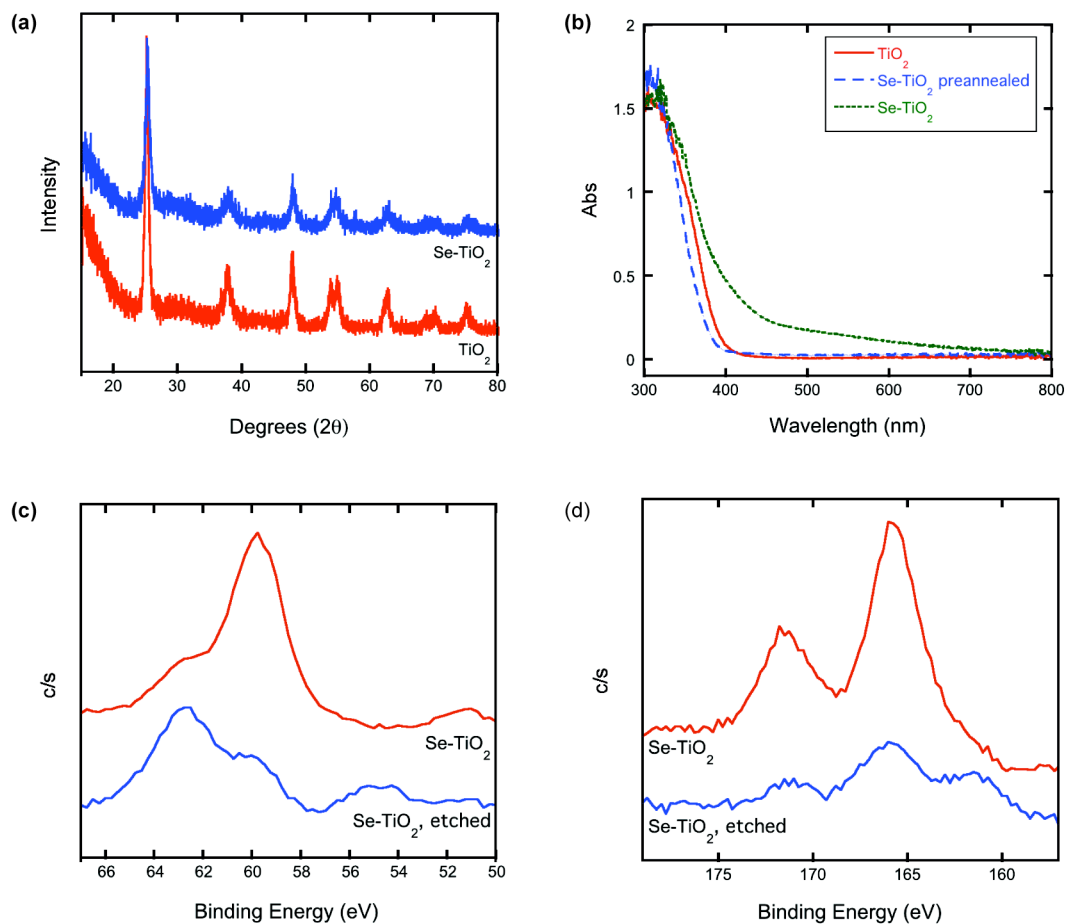 (a)
Intensity
Se-TiO2
TiO2
20 30 40 50 60 70 80
Degrees (2θ)
(b)
2
1.5
1
0.5
0
Abs
TiO2
Se-TiO2 preannealed
Se-TiO2
300 400 500 600 700 800
Wavelength (nm)
(c)
c/s
Se-TiO2
Se-TiO2, etched
66 64 62 60 58 56 54 52 50
Binding Energy (eV)
(d)
c/s
Se-TiO2
Se-TiO2, etched
175 170 165 160
Binding Energy (eV)